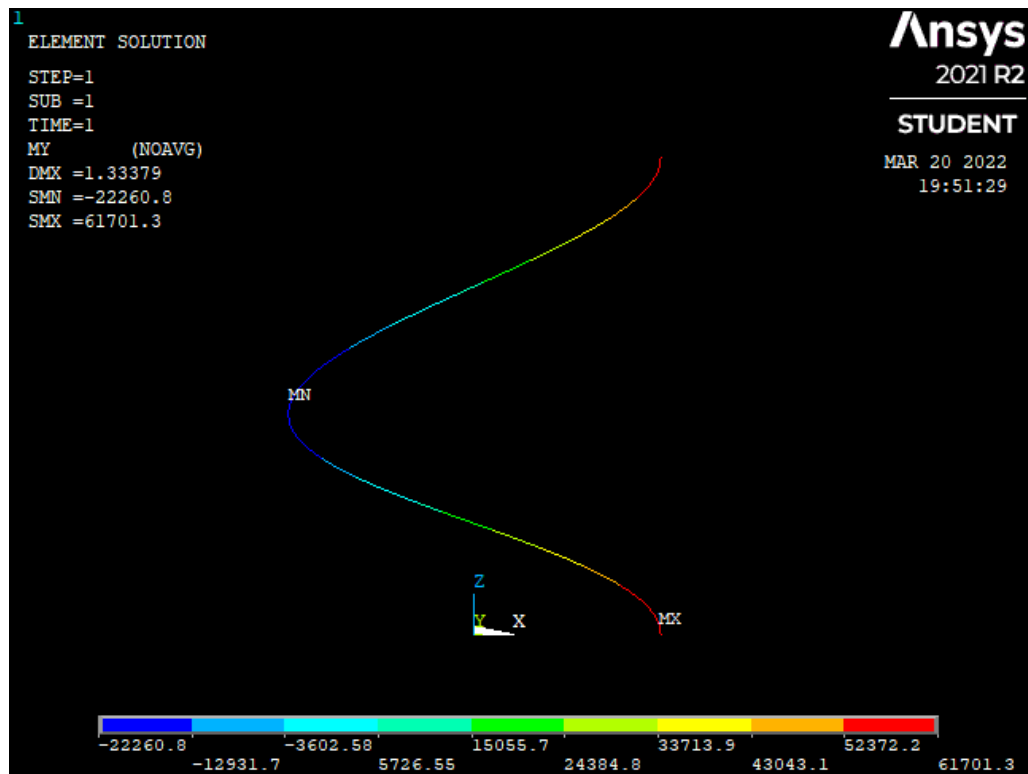 1
ELEMENT SOLUTION
STEP=1
SUB =1
TIME=1
MY (NOAVG)
DMX =1.33379
SMN =-22260.8
SMX =61701.3
Ansys
2021 R2
STUDENT
MAR 20 2022
19:51:29
MN
Z
Y X
MX
-22260.8 -3602.58 15055.7 33713.9 52372.2
-12931.7 5726.55 24384.8 43043.1 61701.3